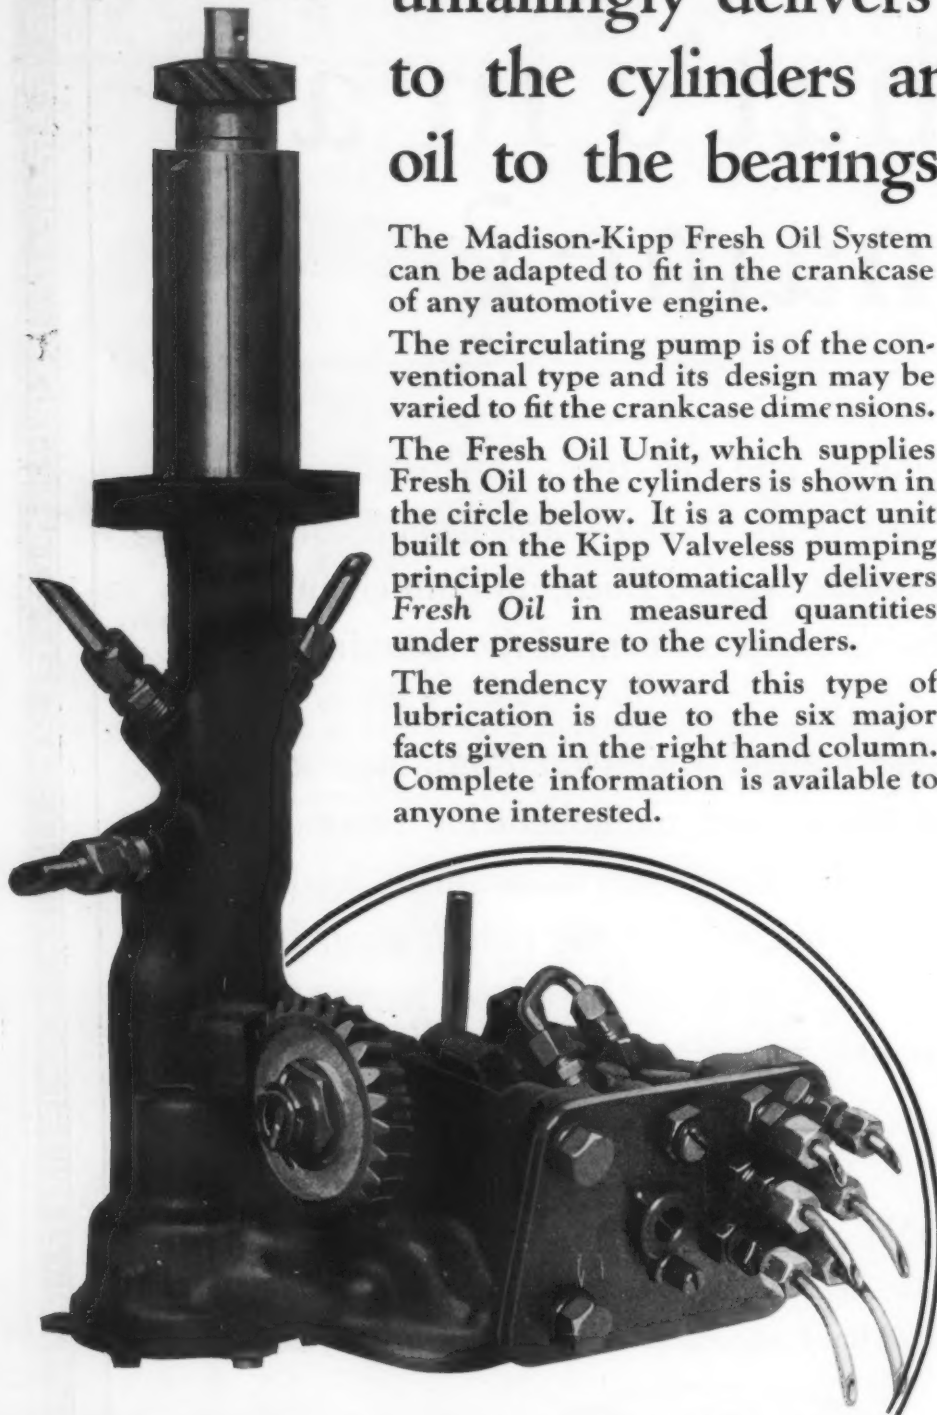 unfailingly delivers
to the cylinders an
oil to the bearings
The Madison-Kipp Fresh Oil System
can be adapted to fit in the crankcase
of any automotive engine.
The recirculating pump is of the con-
ventional type and its design may be
varied to fit the crankcase dimensions.
The Fresh Oil Unit, which supplies
Fresh Oil to the cylinders is shown in
the circle below. It is a compact unit
built on the Kipp Valveless pumping
principle that automatically delivers
Fresh Oil in measured quantities
under pressure to the cylinders.
The tendency toward this type of
lubrication is due to the six major
facts given in the right hand column.
Complete information is available to
anyone interested.